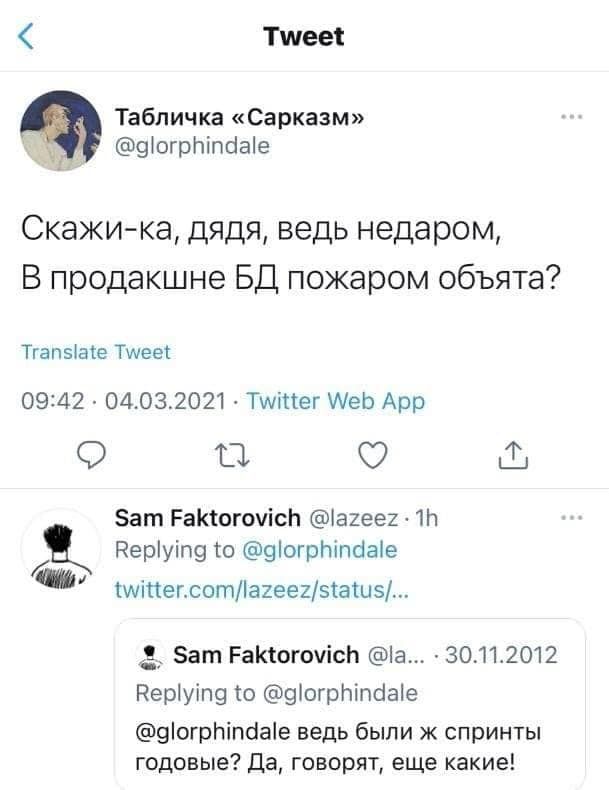 Tweet
Табличка «Сарказм»
@glorphindale
Скажи-ка, дядя, ведь недаром,
В продакшне БД пожаром объята?
Translate Tweet
09:42 · 04.03.2021 · Twitter Web App
Sam Faktorovich @lazeez · 1h
Replying to @glorphindale
twitter.com/lazeez/status/...
Sam Faktorovich @la... · 30.11.2012
Replying to @glorphindale
@glorphindale ведь были ж спринты
годовые? Да, говорят, еще какие!